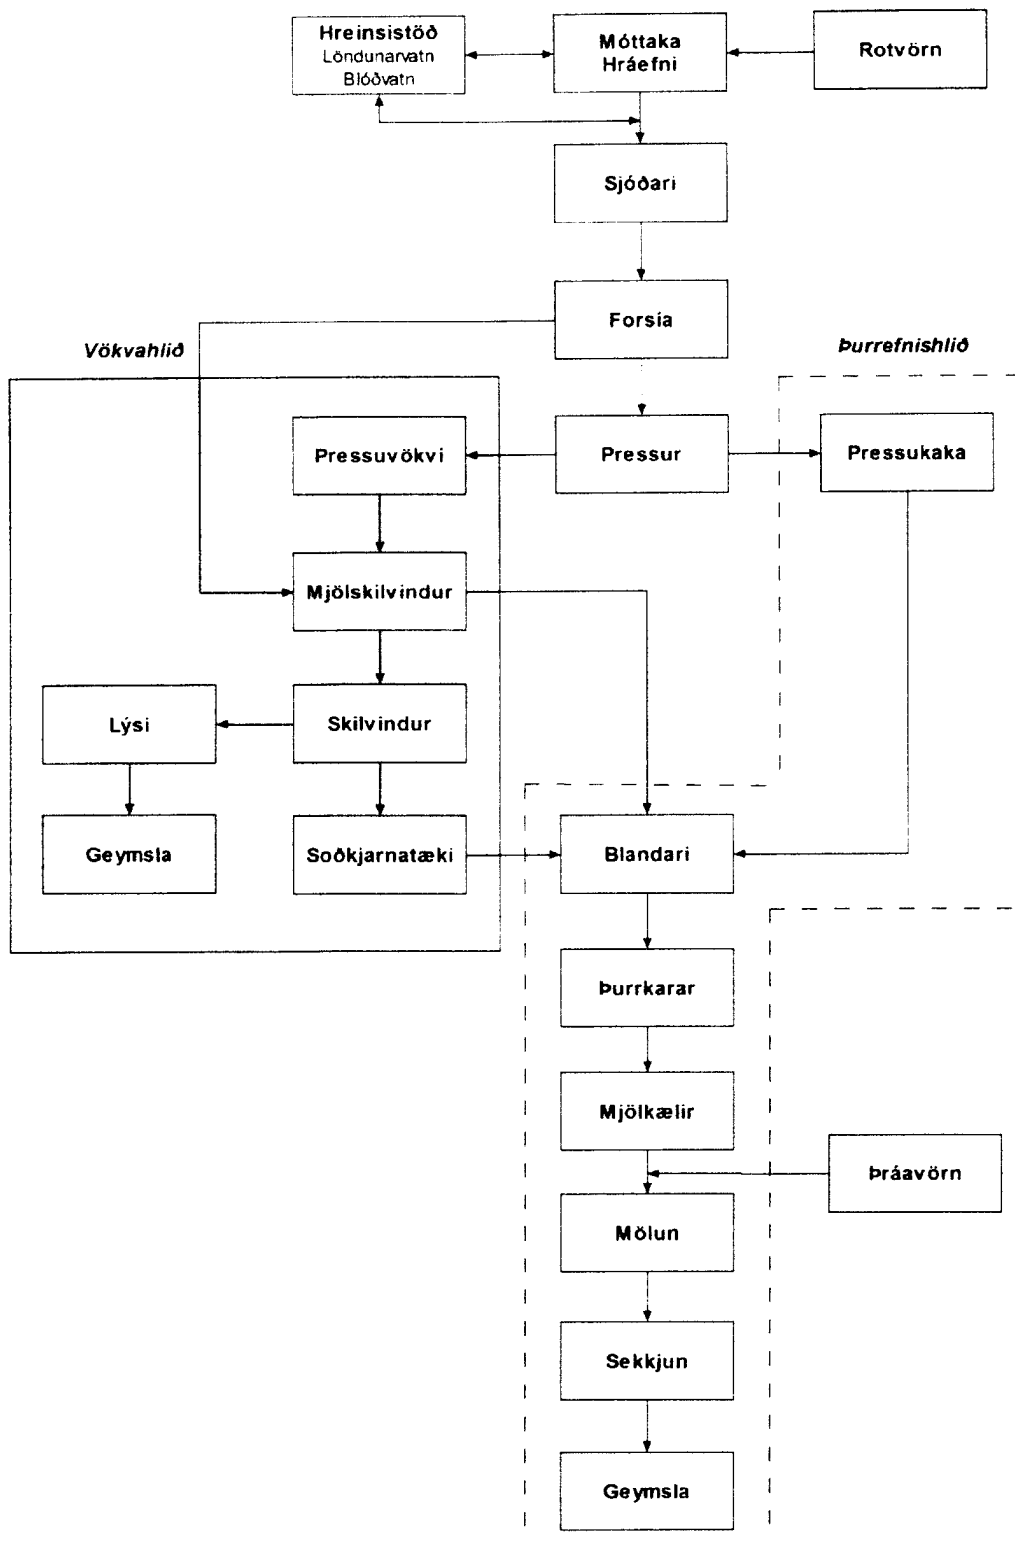 Hreinsistöð
Löndunarvatn
Blóðvatn
Móttaka
Hráefni
Rotvörn
Sjóðari
Forsía
Vökvahlið
Þurrefnishlið
Pressuvökvi
Pressur
Pressukaka
Mjölskilvindur
Lýsi
Skilvindur
Geymsla
Soðkjarnatæki
Blandari
Þurrkarar
Mjölkælir
Þráavörn
Mölun
Sekkjun
Geymsla